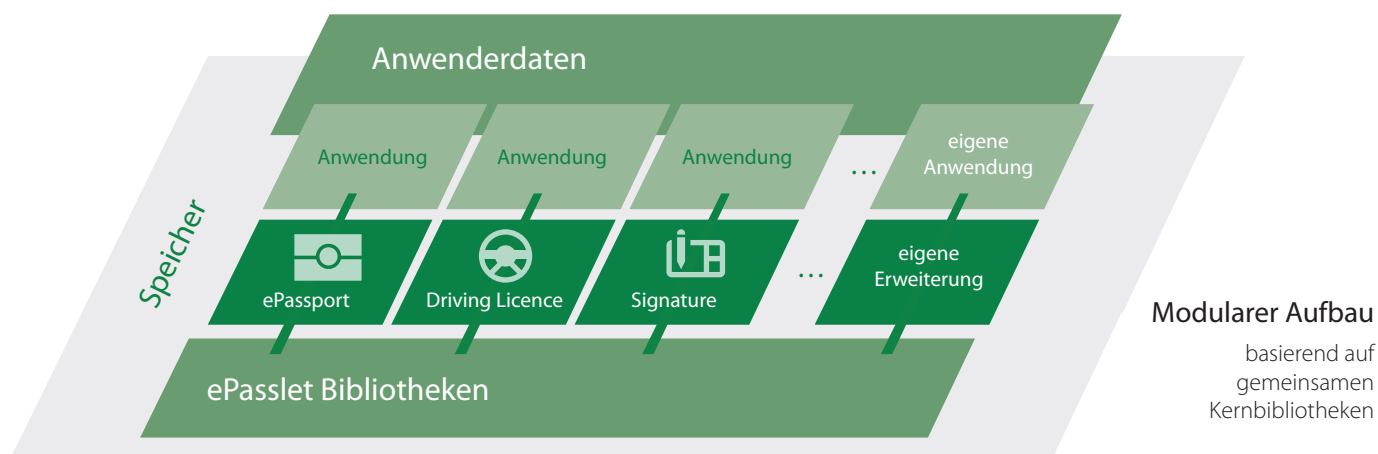 Anwenderdaten
Anwendung
Anwendung
Anwendung
...
eigene
Anwendung
Speicher
ePassport
Driving Licence
Signature
...
eigene
Erweiterung
ePasslet Bibliotheken
Modularer Aufbau
basierend auf
gemeinsamen
Kernbibliotheken